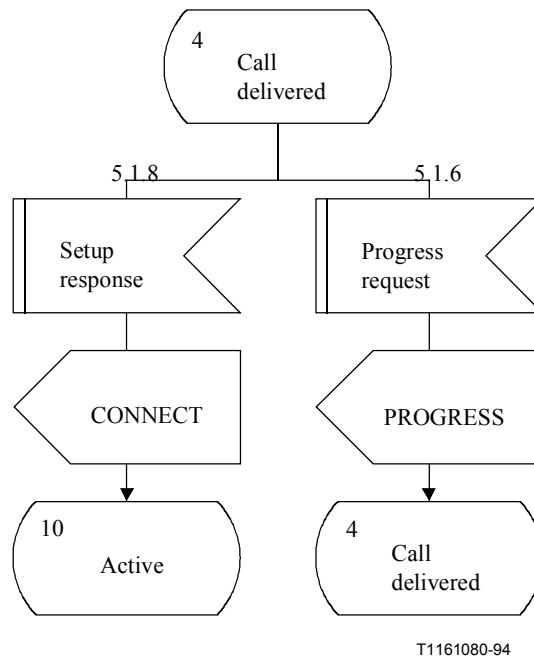 4
Call
delivered
5.1.8
5.1.6
Setup
response
Progress
request
CONNECT
PROGRESS
10
Active
4
Call
delivered
T1161080-94